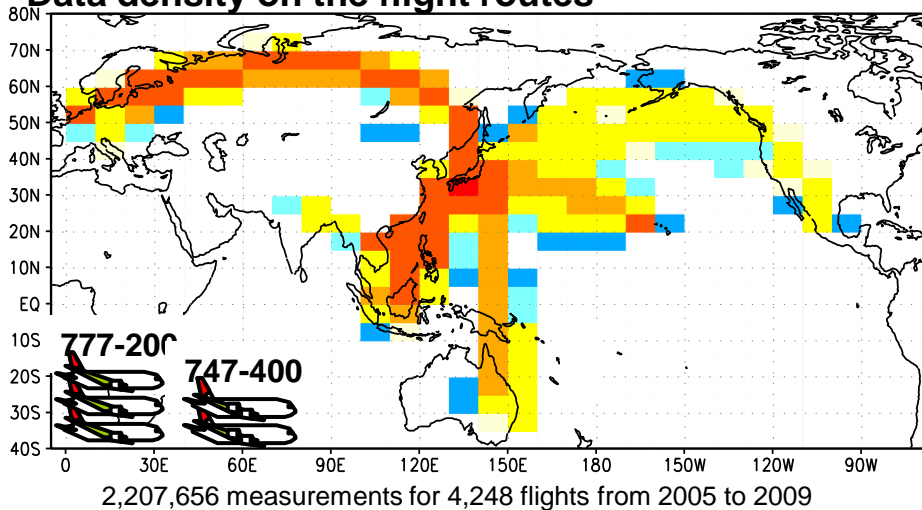 Data density on the flight routes
80N
70N
60N
50N
40N
30N
20N
10N
EQ
10S
20S
30S
40S
777-200
747-400
0 30E 60E 90E 120E 150E 180 150W 120W 90W
2,207,656 measurements for 4,248 flights from 2005 to 2009